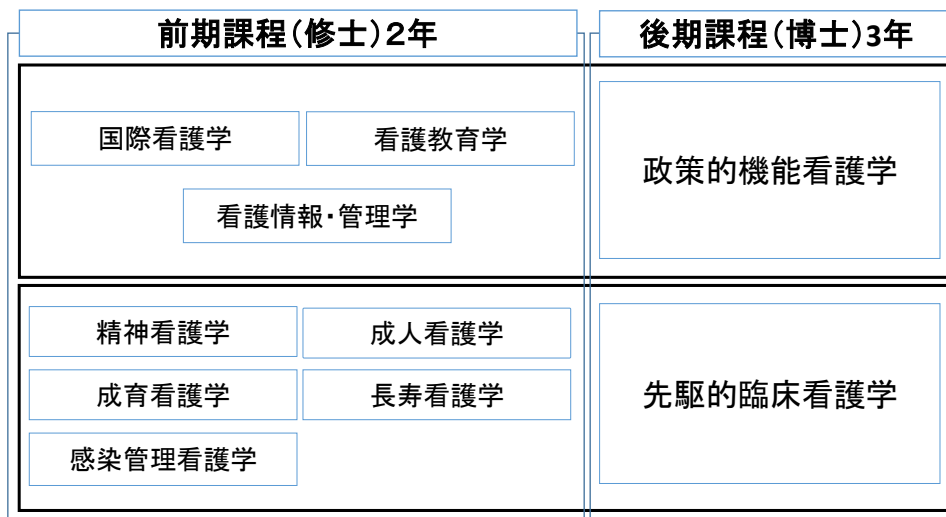 前期課程(修士)2年
後期課程(博士)3年
国際看護学
看護教育学
看護情報・管理学
政策的機能看護学
精神看護学
成人看護学
成育看護学
長寿看護学
感染管理看護学
先駆的臨床看護学